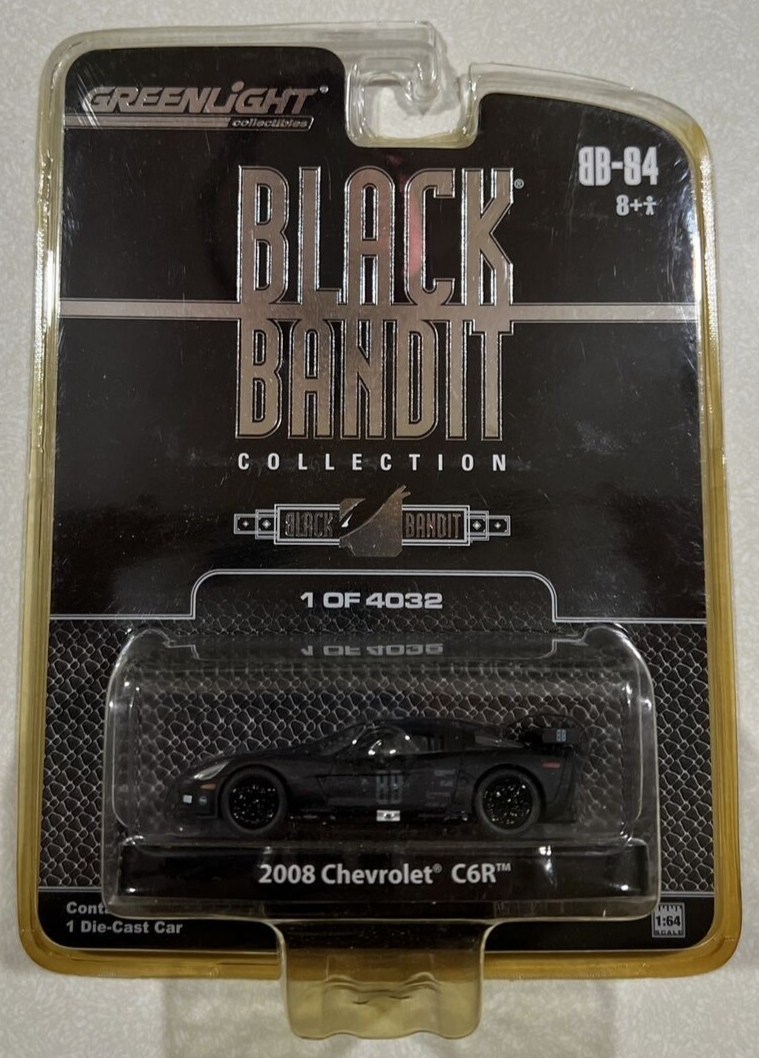 GREENLiGHT®
collectibles
BB-84
8+
BLACK®
BANDIT
COLLECTION
BLACK BANDIT
1 OF 4032
2008 Chevrolet® C6R™
1 Die-Cast Car
1:64
SCALE